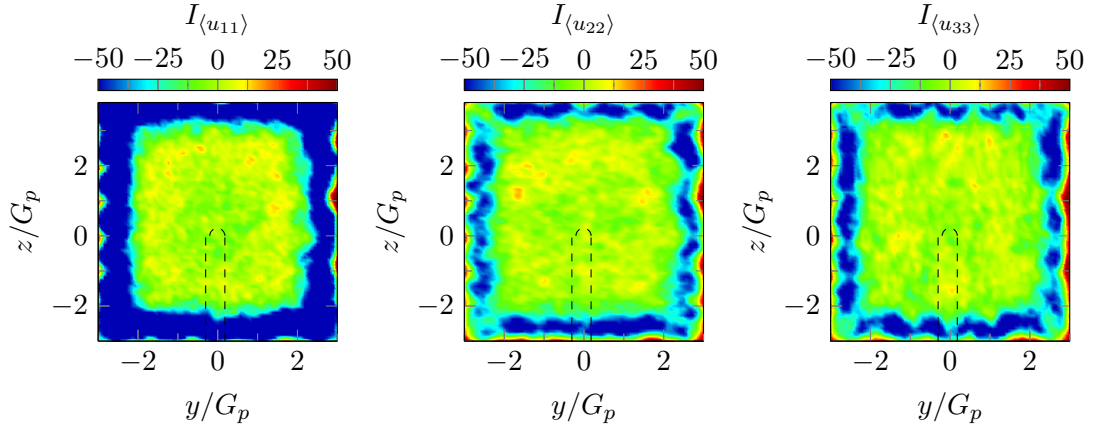 I⟨u₁₁⟩ I⟨u₂₂⟩ I⟨u₃₃⟩
−50 −25 0 25 50 −50 −25 0 25 50 −50 −25 0 25 50
2 2 2
z/Gₚ z/Gₚ z/Gₚ
0 0 0
−2 −2 −2
−2 0 2 −2 0 2 −2 0 2
y/Gₚ y/Gₚ y/Gₚ